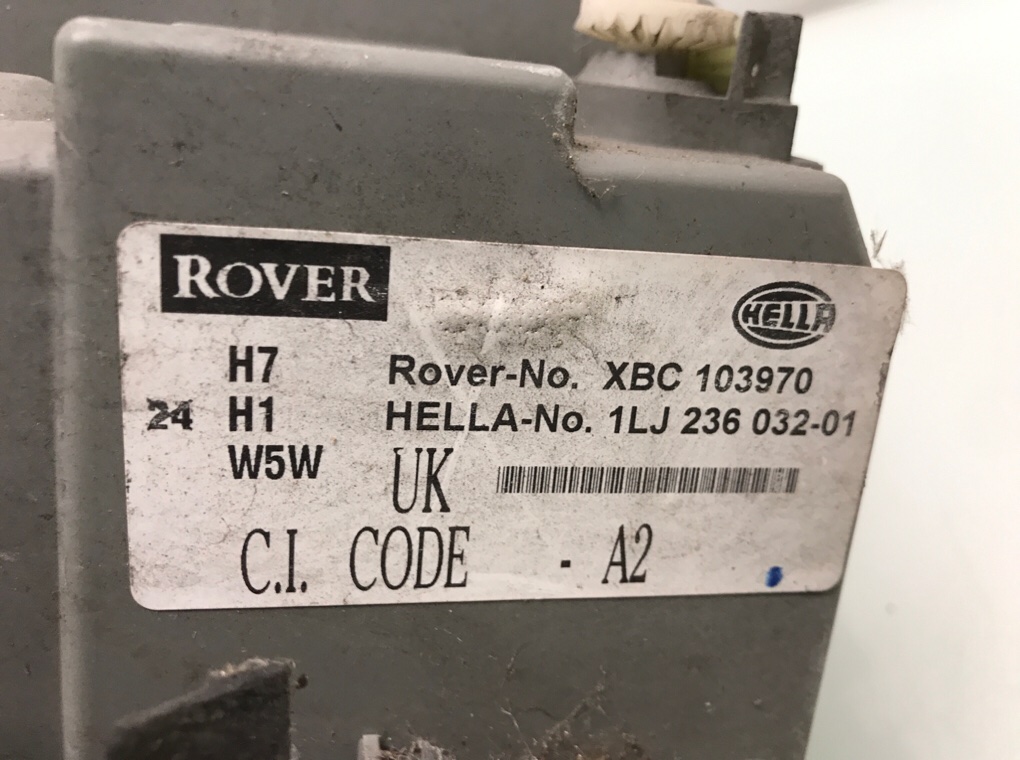 ROVER
HELLA
H7 Rover-No. XBC 103970
24 H1 HELLA-No. 1LJ 236 032-01
W5W UK
C.I. CODE - A2